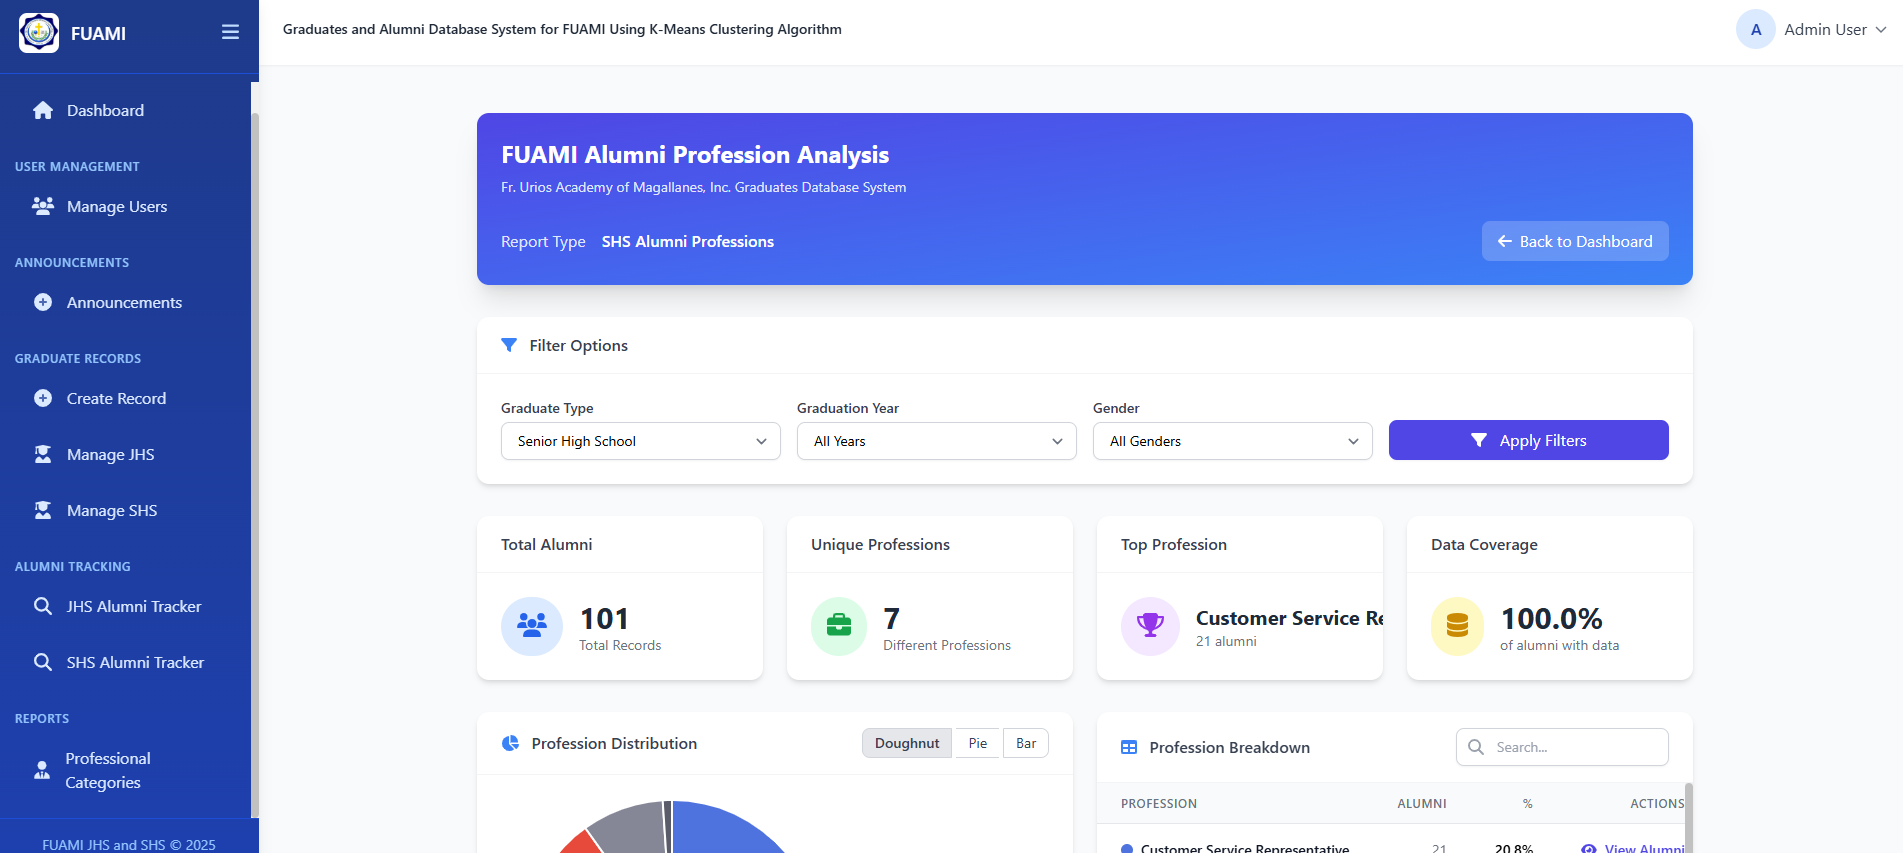 FUAMI
Graduates and Alumni Database System for FUAMI Using K-Means Clustering Algorithm
A
Admin User
Dashboard
USER MANAGEMENT
Manage Users
ANNOUNCEMENTS
Announcements
GRADUATE RECORDS
Create Record
Manage JHS
Manage SHS
ALUMNI TRACKING
JHS Alumni Tracker
SHS Alumni Tracker
REPORTS
Professional
Categories
FUAMI JHS and SHS © 2025
FUAMI Alumni Profession Analysis
Fr. Urios Academy of Magallanes, Inc. Graduates Database System
Report Type SHS Alumni Professions
Back to Dashboard
Filter Options
Graduate Type
Senior High School
Graduation Year
All Years
Gender
All Genders
Apply Filters
Total Alumni
101
Total Records
Unique Professions
7
Different Professions
Top Profession
Customer Service Re
21 alumni
Data Coverage
100.0%
of alumni with data
Profession Distribution
Doughnut Pie Bar
Profession Breakdown
Search...
PROFESSION ALUMNI % ACTIONS
Customer Service Representative 21 20.8% View Alumni